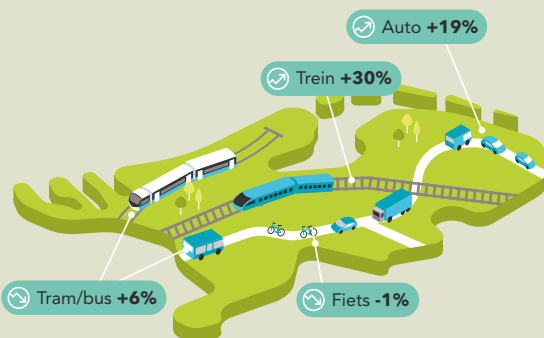 Auto +19%
Trein +30%
Tram/bus +6%
Fiets -1%